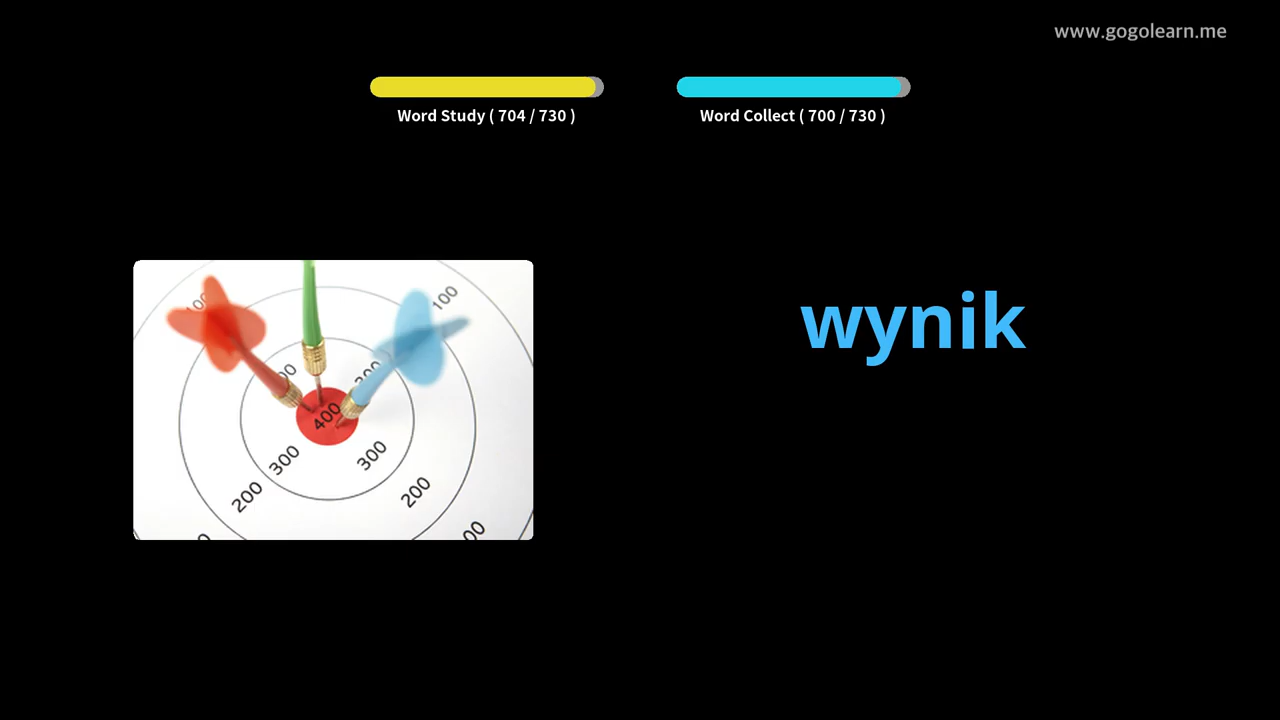 www.gogolearn.me
Word Study ( 704 / 730 )
Word Collect ( 700 / 730 )
wynik
100
100
400
300
300
200
200